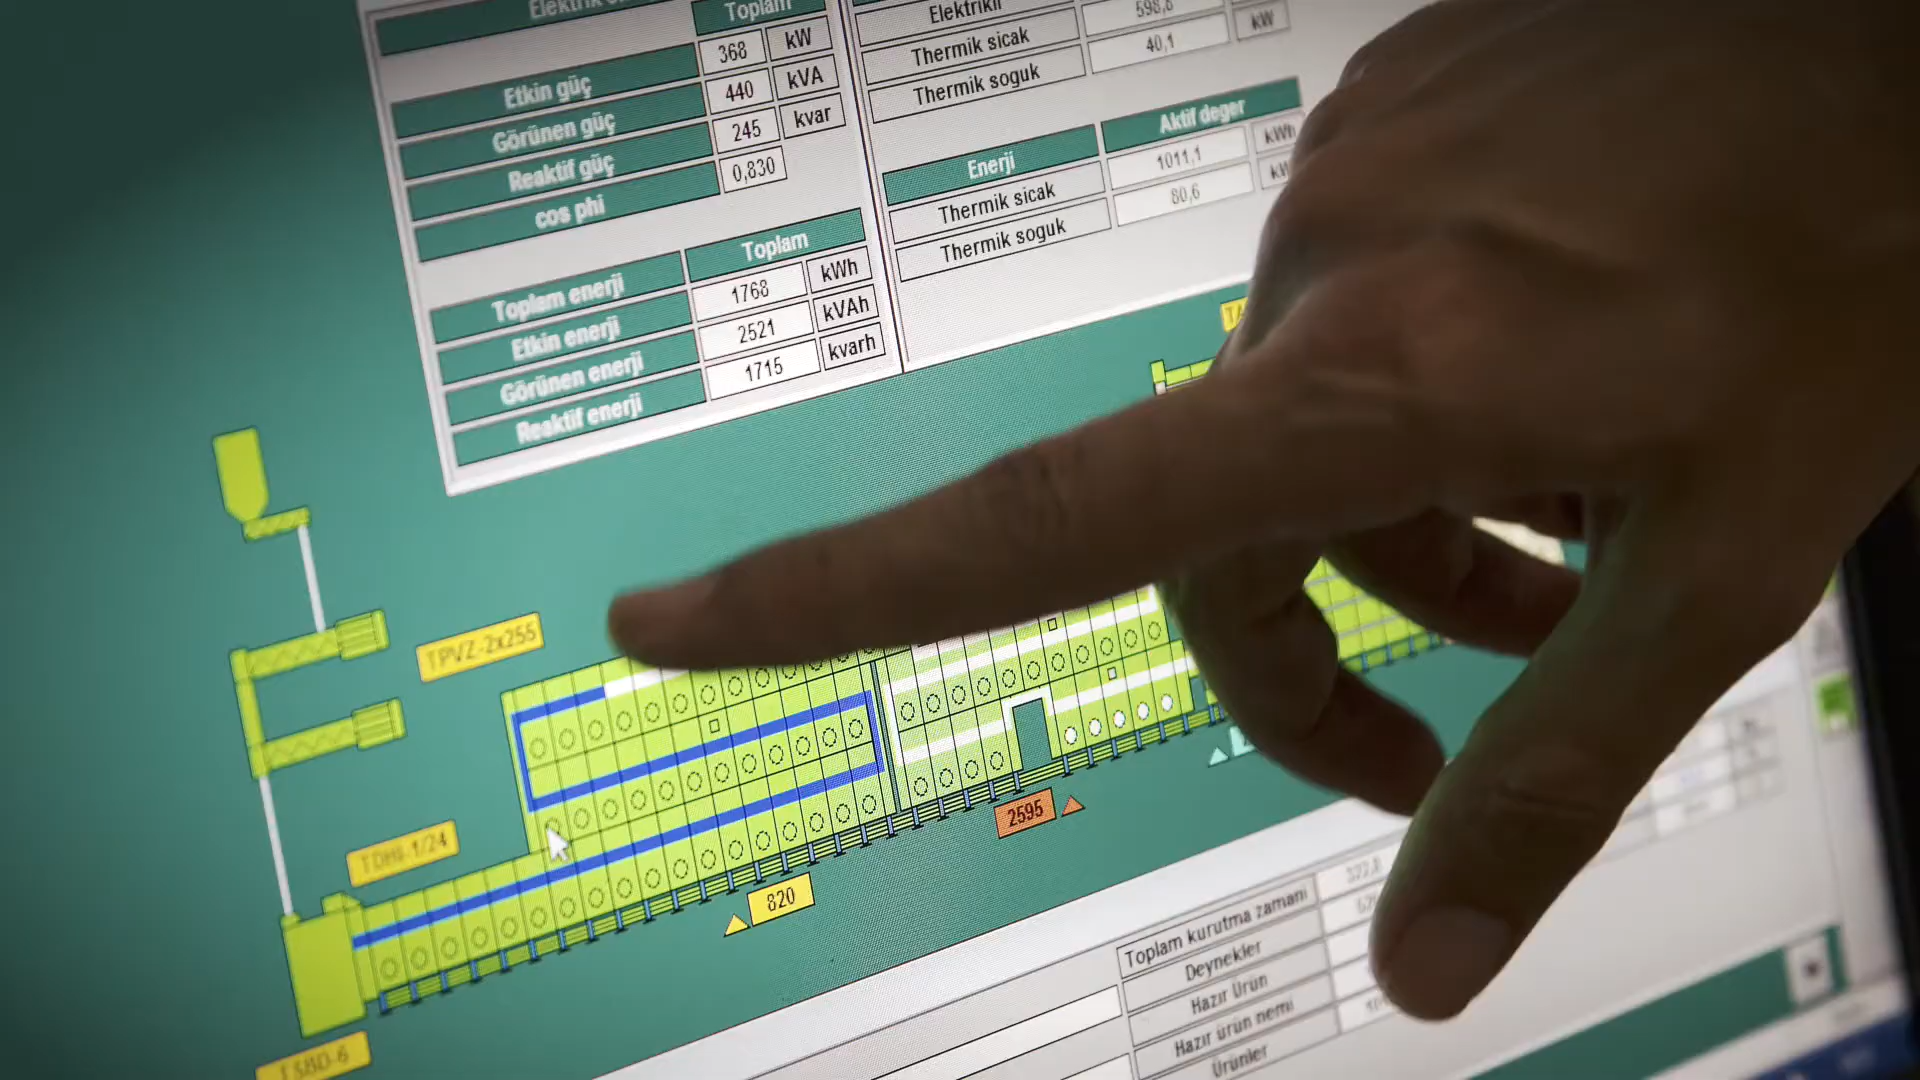 Toplam
368 kW
Etkin güç 440 kVA
Görünen güç 245 kvar
Reaktif güç 0,830
cos phi
Toplam
Toplam enerji 1768 kWh
Etkin enerji 2521 kVAh
Görünen enerji 1715 kvarh
Reaktif enerji
Elektrikli 598,8 kW
Thermik sicak 40,1
Thermik soguk
Enerji Aktif deger
Thermik sicak 1011,1 kWh
Thermik soguk 80,6
TPVZ-2x255
TDHI-1/24
820
2595
TSBD-6
Toplam kurutma zamani
Deynekler
Hazır Ürün
Hazır ürün nemi
Ürünler